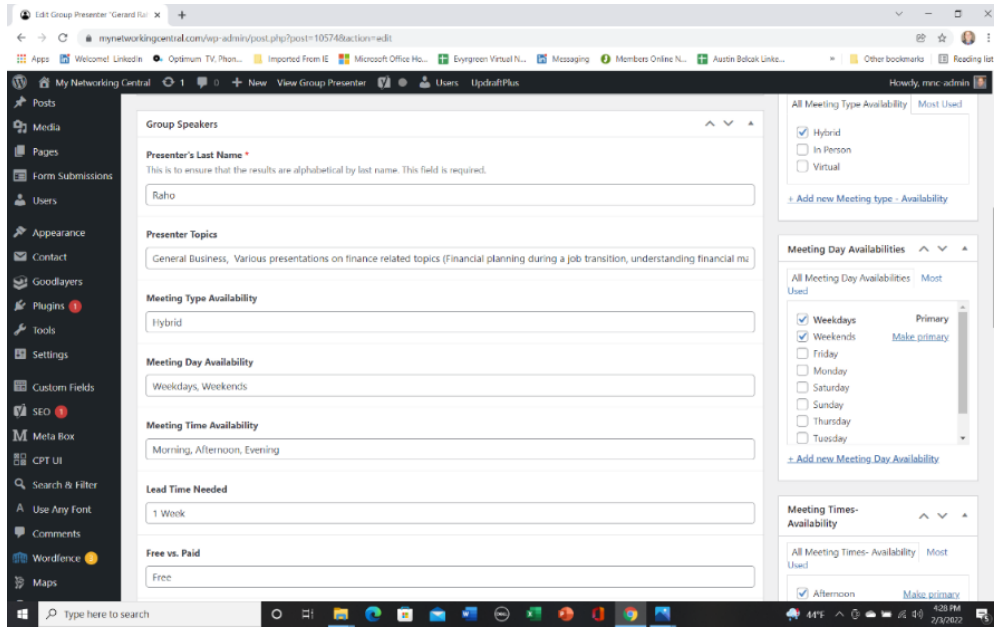 Edit Group Presenter "Gerard Rar
mynetworkingcentral.com/wp-admin/post.php?post=10574&action=edit
Apps Welcome! LinkedIn Optimum TV, Phon... Imported From IE Microsoft Office Ho... Evyrgreen Virtual N... Messaging Members Online N... Austin Belcak Linke... » Other bookmarks Reading list
My Networking Central 1 0 + New View Group Presenter Users UpdraftPlus Howdy, mnc-admin
Posts
Media
Pages
Form Submissions
Users
Appearance
Contact
Goodlayers
Plugins 1
Tools
Settings
Custom Fields
SEO 1
Meta Box
CPT UI
Search & Filter
Use Any Font
Comments
Wordfence 3
Maps
Group Speakers
Presenter's Last Name *
This is to ensure that the results are alphabetical by last name. This field is required.
Raho
Presenter Topics
General Business, Various presentations on finance related topics (Financial planning during a job transition, understanding financial ma
Meeting Type Availability
Hybrid
Meeting Day Availability
Weekdays, Weekends
Meeting Time Availability
Morning, Afternoon, Evening
Lead Time Needed
1 Week
Free vs. Paid
Free
All Meeting Type Availability Most Used
Hybrid
In Person
Virtual
+ Add new Meeting type - Availability
Meeting Day Availabilities
All Meeting Day Availabilities Most
Used
Weekdays Primary
Weekends Make primary
Friday
Monday
Saturday
Sunday
Thursday
Tuesday
+ Add new Meeting Day Availability
Meeting Times-
Availability
All Meeting Times- Availability Most
Used
Afternoon Make primary
Type here to search
44°F
4:28 PM
2/3/2022